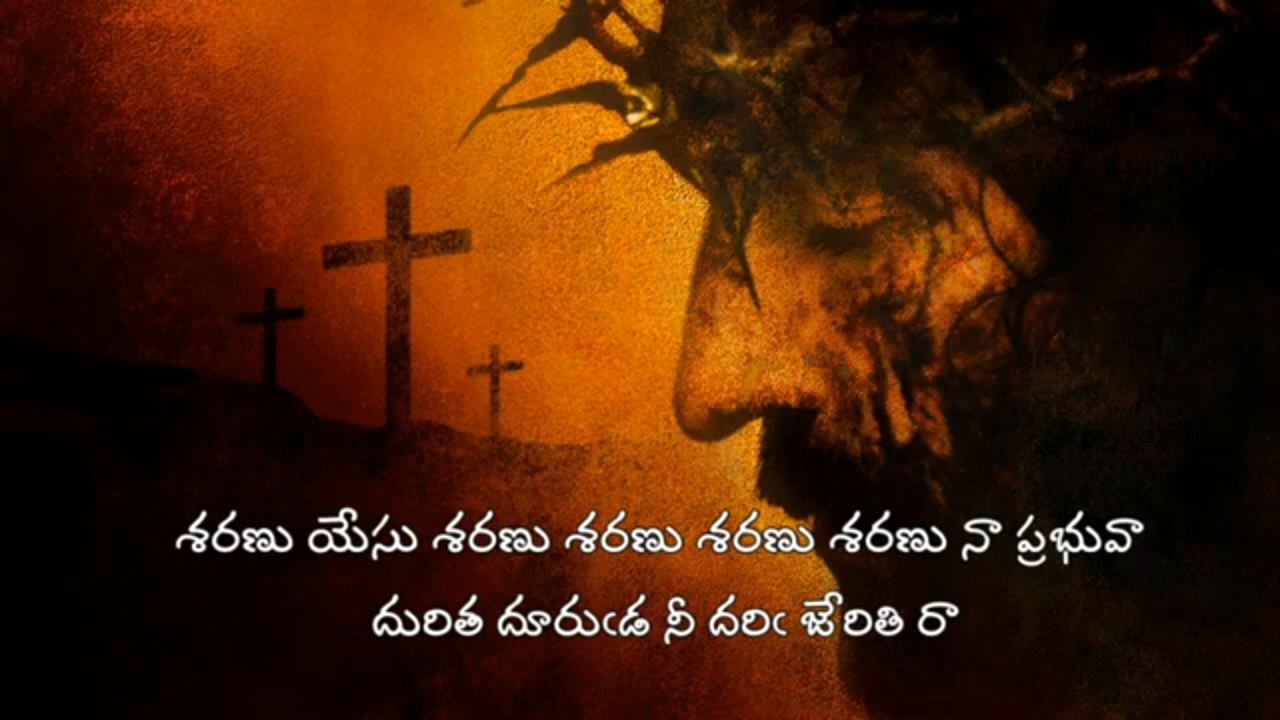 శరణు యేసు శరణు శరణు శరణు శరణు నా ప్రభువా
దురిత దూరుఁడ నీ దరిఁ జేరితి రా